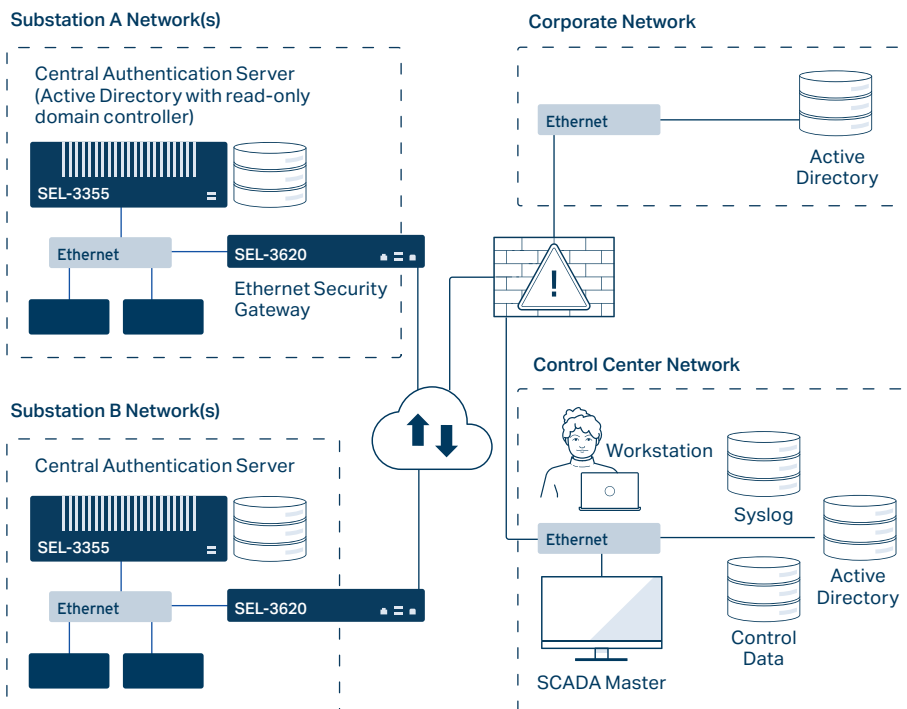 Substation A Network(s)
Central Authentication Server
(Active Directory with read-only
domain controller)
SEL-3355
Ethernet
SEL-3620
Ethernet Security
Gateway
Substation B Network(s)
Central Authentication Server
SEL-3355
Ethernet
SEL-3620
Corporate Network
Ethernet
Active
Directory
!
Control Center Network
Workstation
Syslog
Ethernet
Active
Directory
Control
Data
SCADA Master